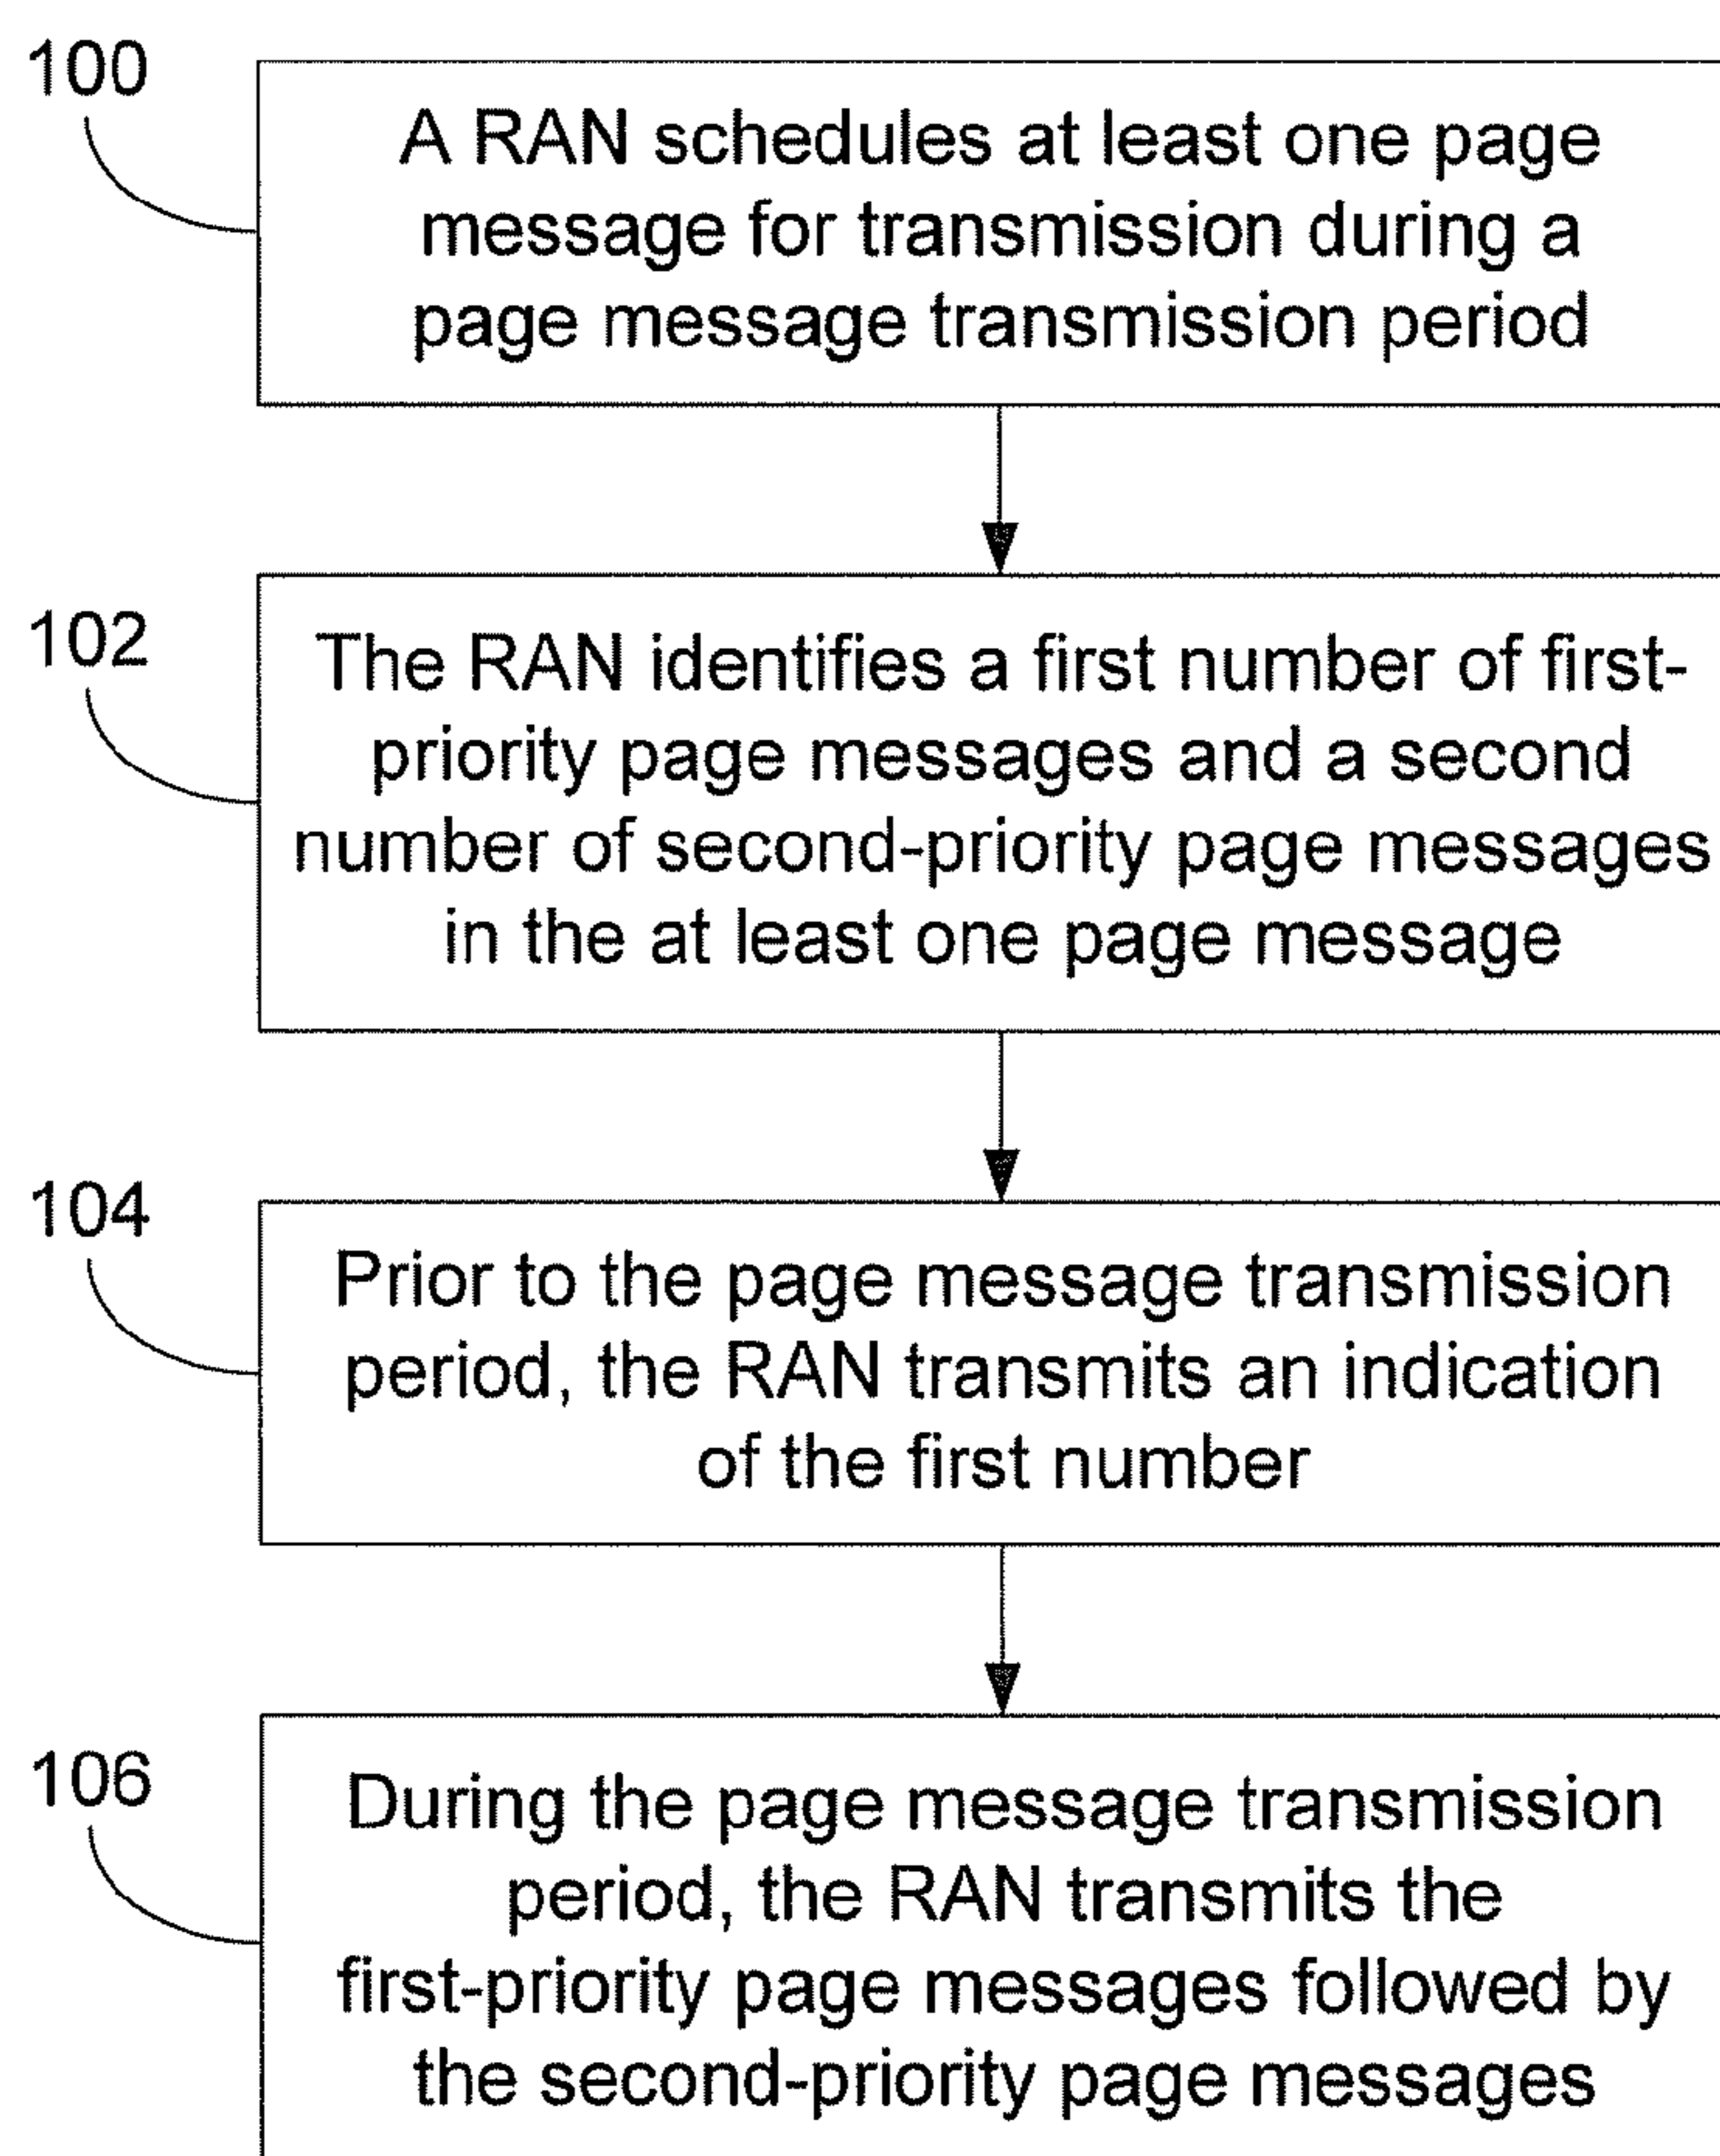 100
A RAN schedules at least one page
message for transmission during a
page message transmission period
102
The RAN identifies a first number of first-
priority page messages and a second
number of second-priority page messages
in the at least one page message
104
Prior to the page message transmission
period, the RAN transmits an indication
of the first number
106
During the page message transmission
period, the RAN transmits the
first-priority page messages followed by
the second-priority page messages